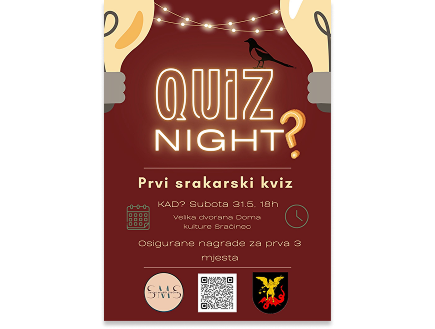 QUIZ
NIGHT?
Prvi srakarski kviz
KAD? Subota 31.5. 18h
Velika dvorana Doma
kulture Sračinec
Osigurane nagrade za prva 3
mjesta
SMS